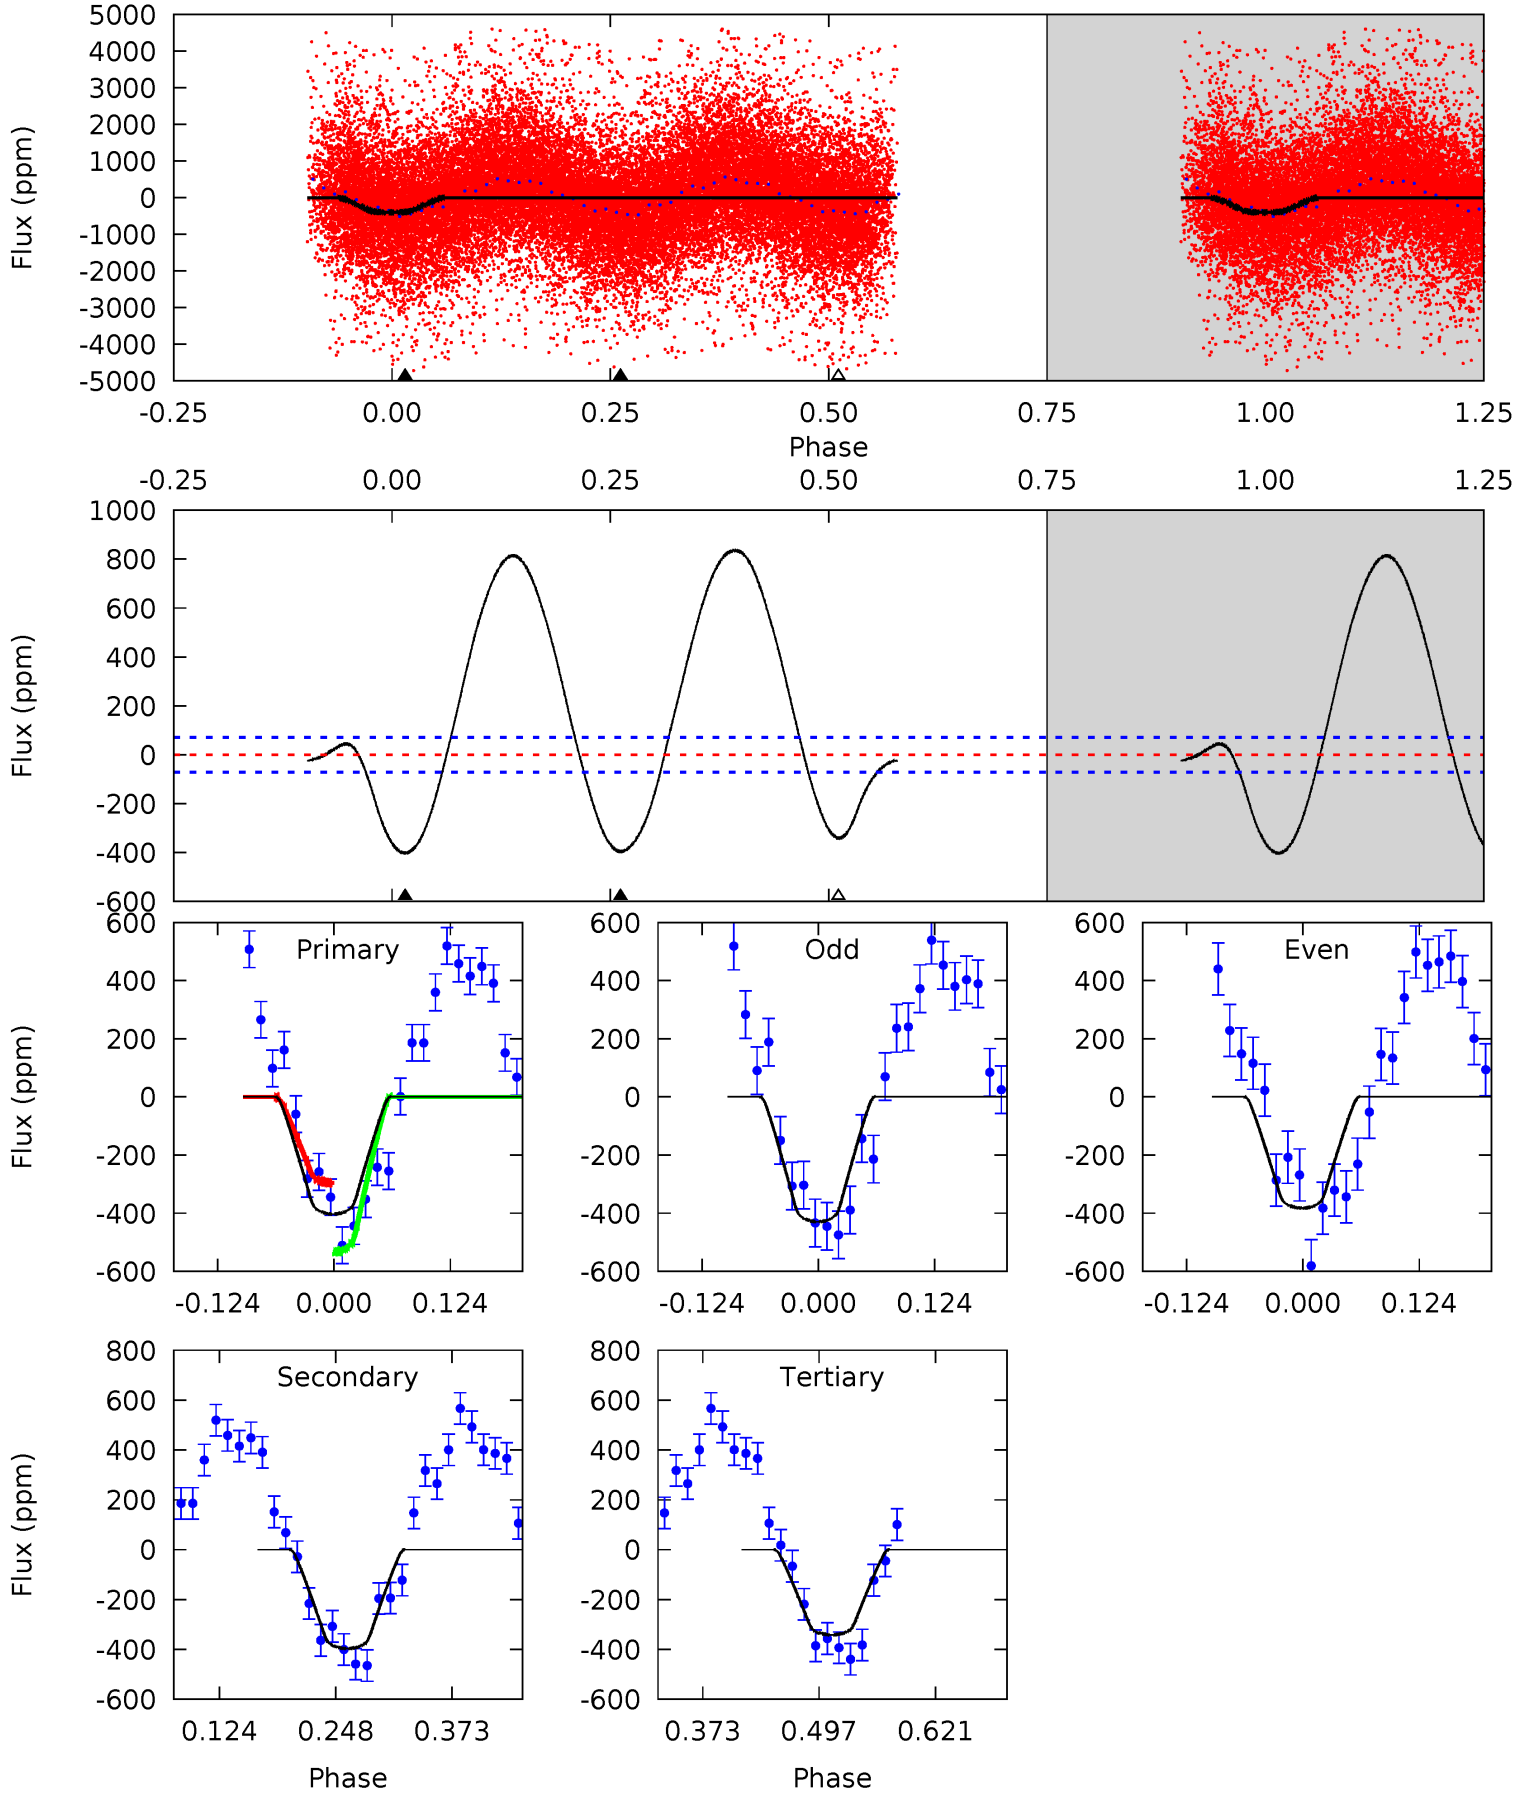 5000
4000
3000
2000
1000
0
-1000
-2000
-3000
-4000
-5000
Flux (ppm)
-0.25 0.00 0.25 0.50 0.75 1.00 1.25
Phase
-0.25 0.00 0.25 0.50 0.75 1.00 1.25
1000
800
600
400
200
0
-200
-400
-600
Flux (ppm)
Primary Odd Even
600 600 600
400 400 400
200 200 200
0 0 0
-200 -200 -200
-400 -400 -400
-600 -600 -600
Flux (ppm)
-0.124 0.000 0.124 -0.124 0.000 0.124 -0.124 0.000 0.124
Secondary Tertiary
800 800
600 600
400 400
200 200
0 0
-200 -200
-400 -400
-600 -600
Flux (ppm)
0.124 0.248 0.373 0.373 0.497 0.621
Phase Phase